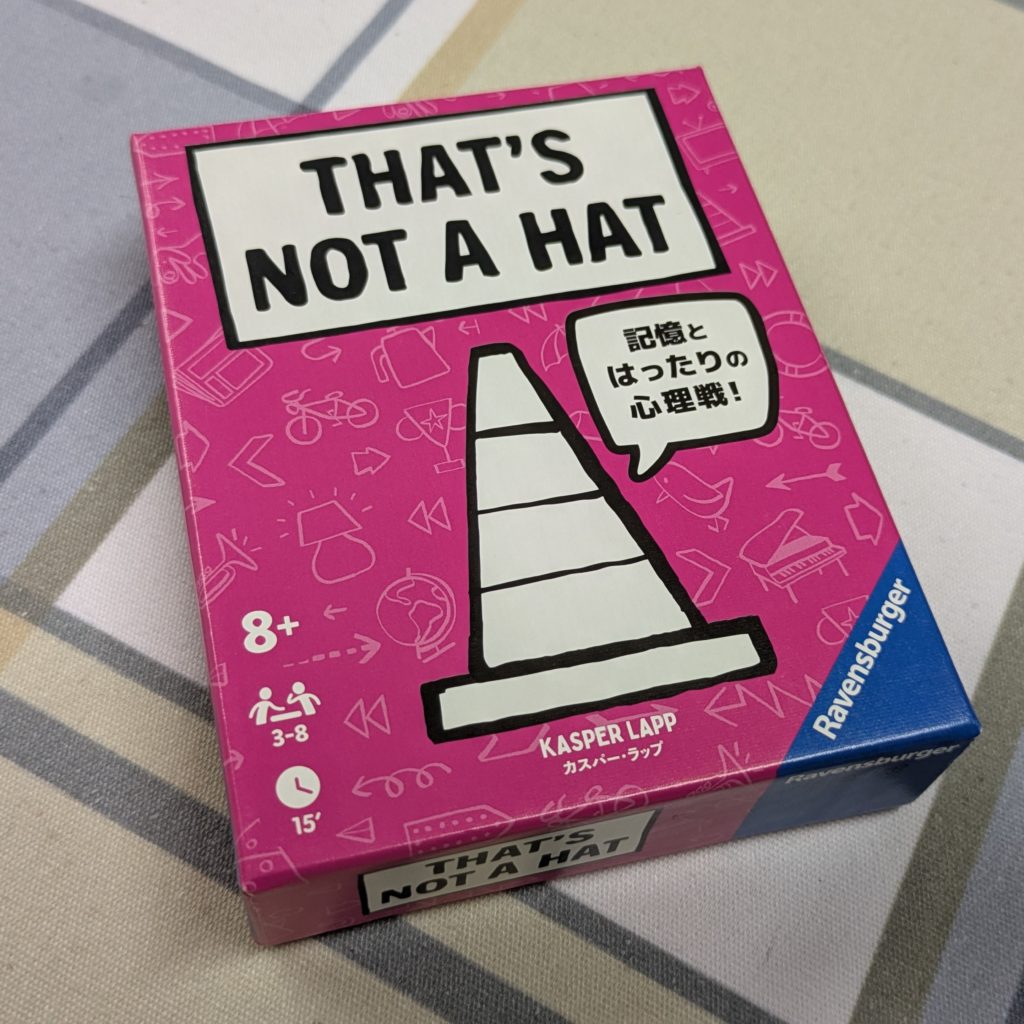 THAT'S
NOT A HAT
記憶と
はったりの
心理戦!
8+
3-8
15′
KASPER LAPP
カスパー・ラップ
Ravensburger
Ravensburger
THAT'S
NOT A HAT